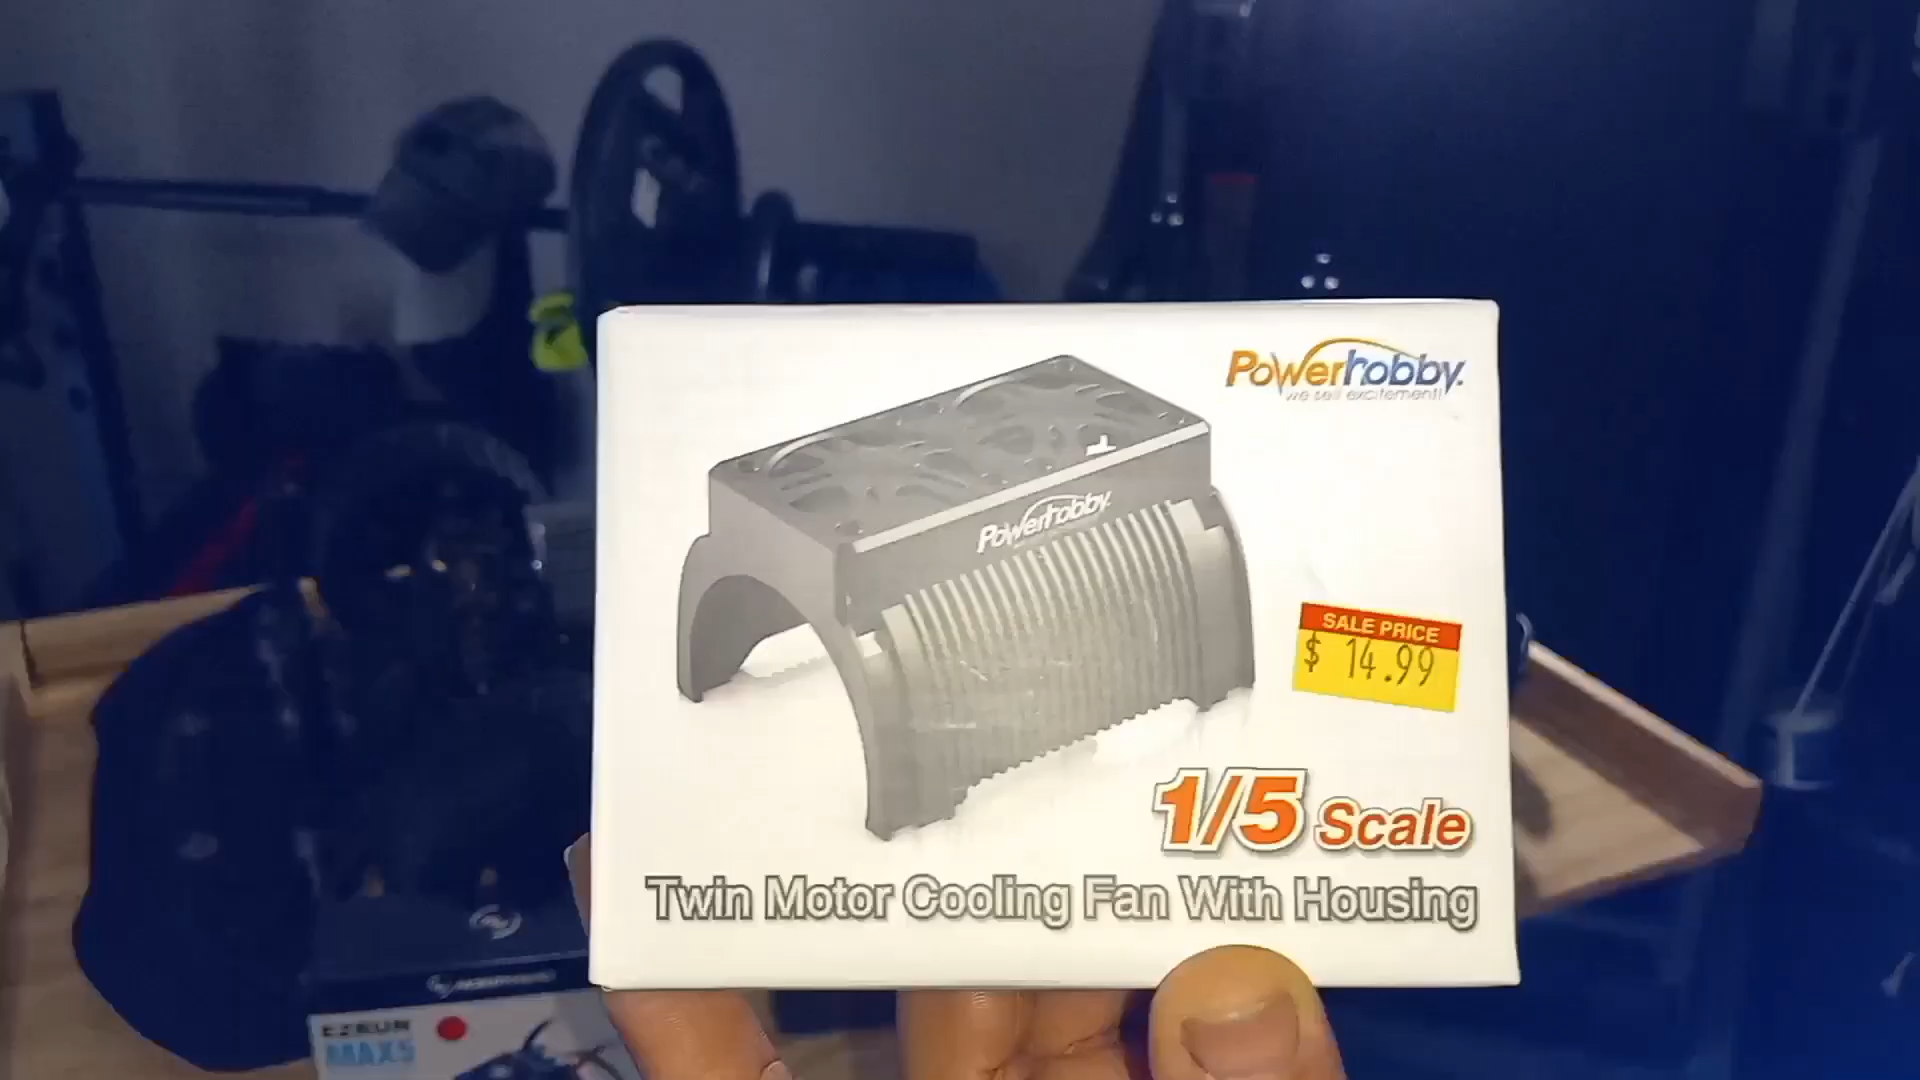 Powerhobby.
we sell excitement!
Powerhobby
SALE PRICE
$ 14.99
1/5 Scale
Twin Motor Cooling Fan With Housing
EZRUN
MAX5